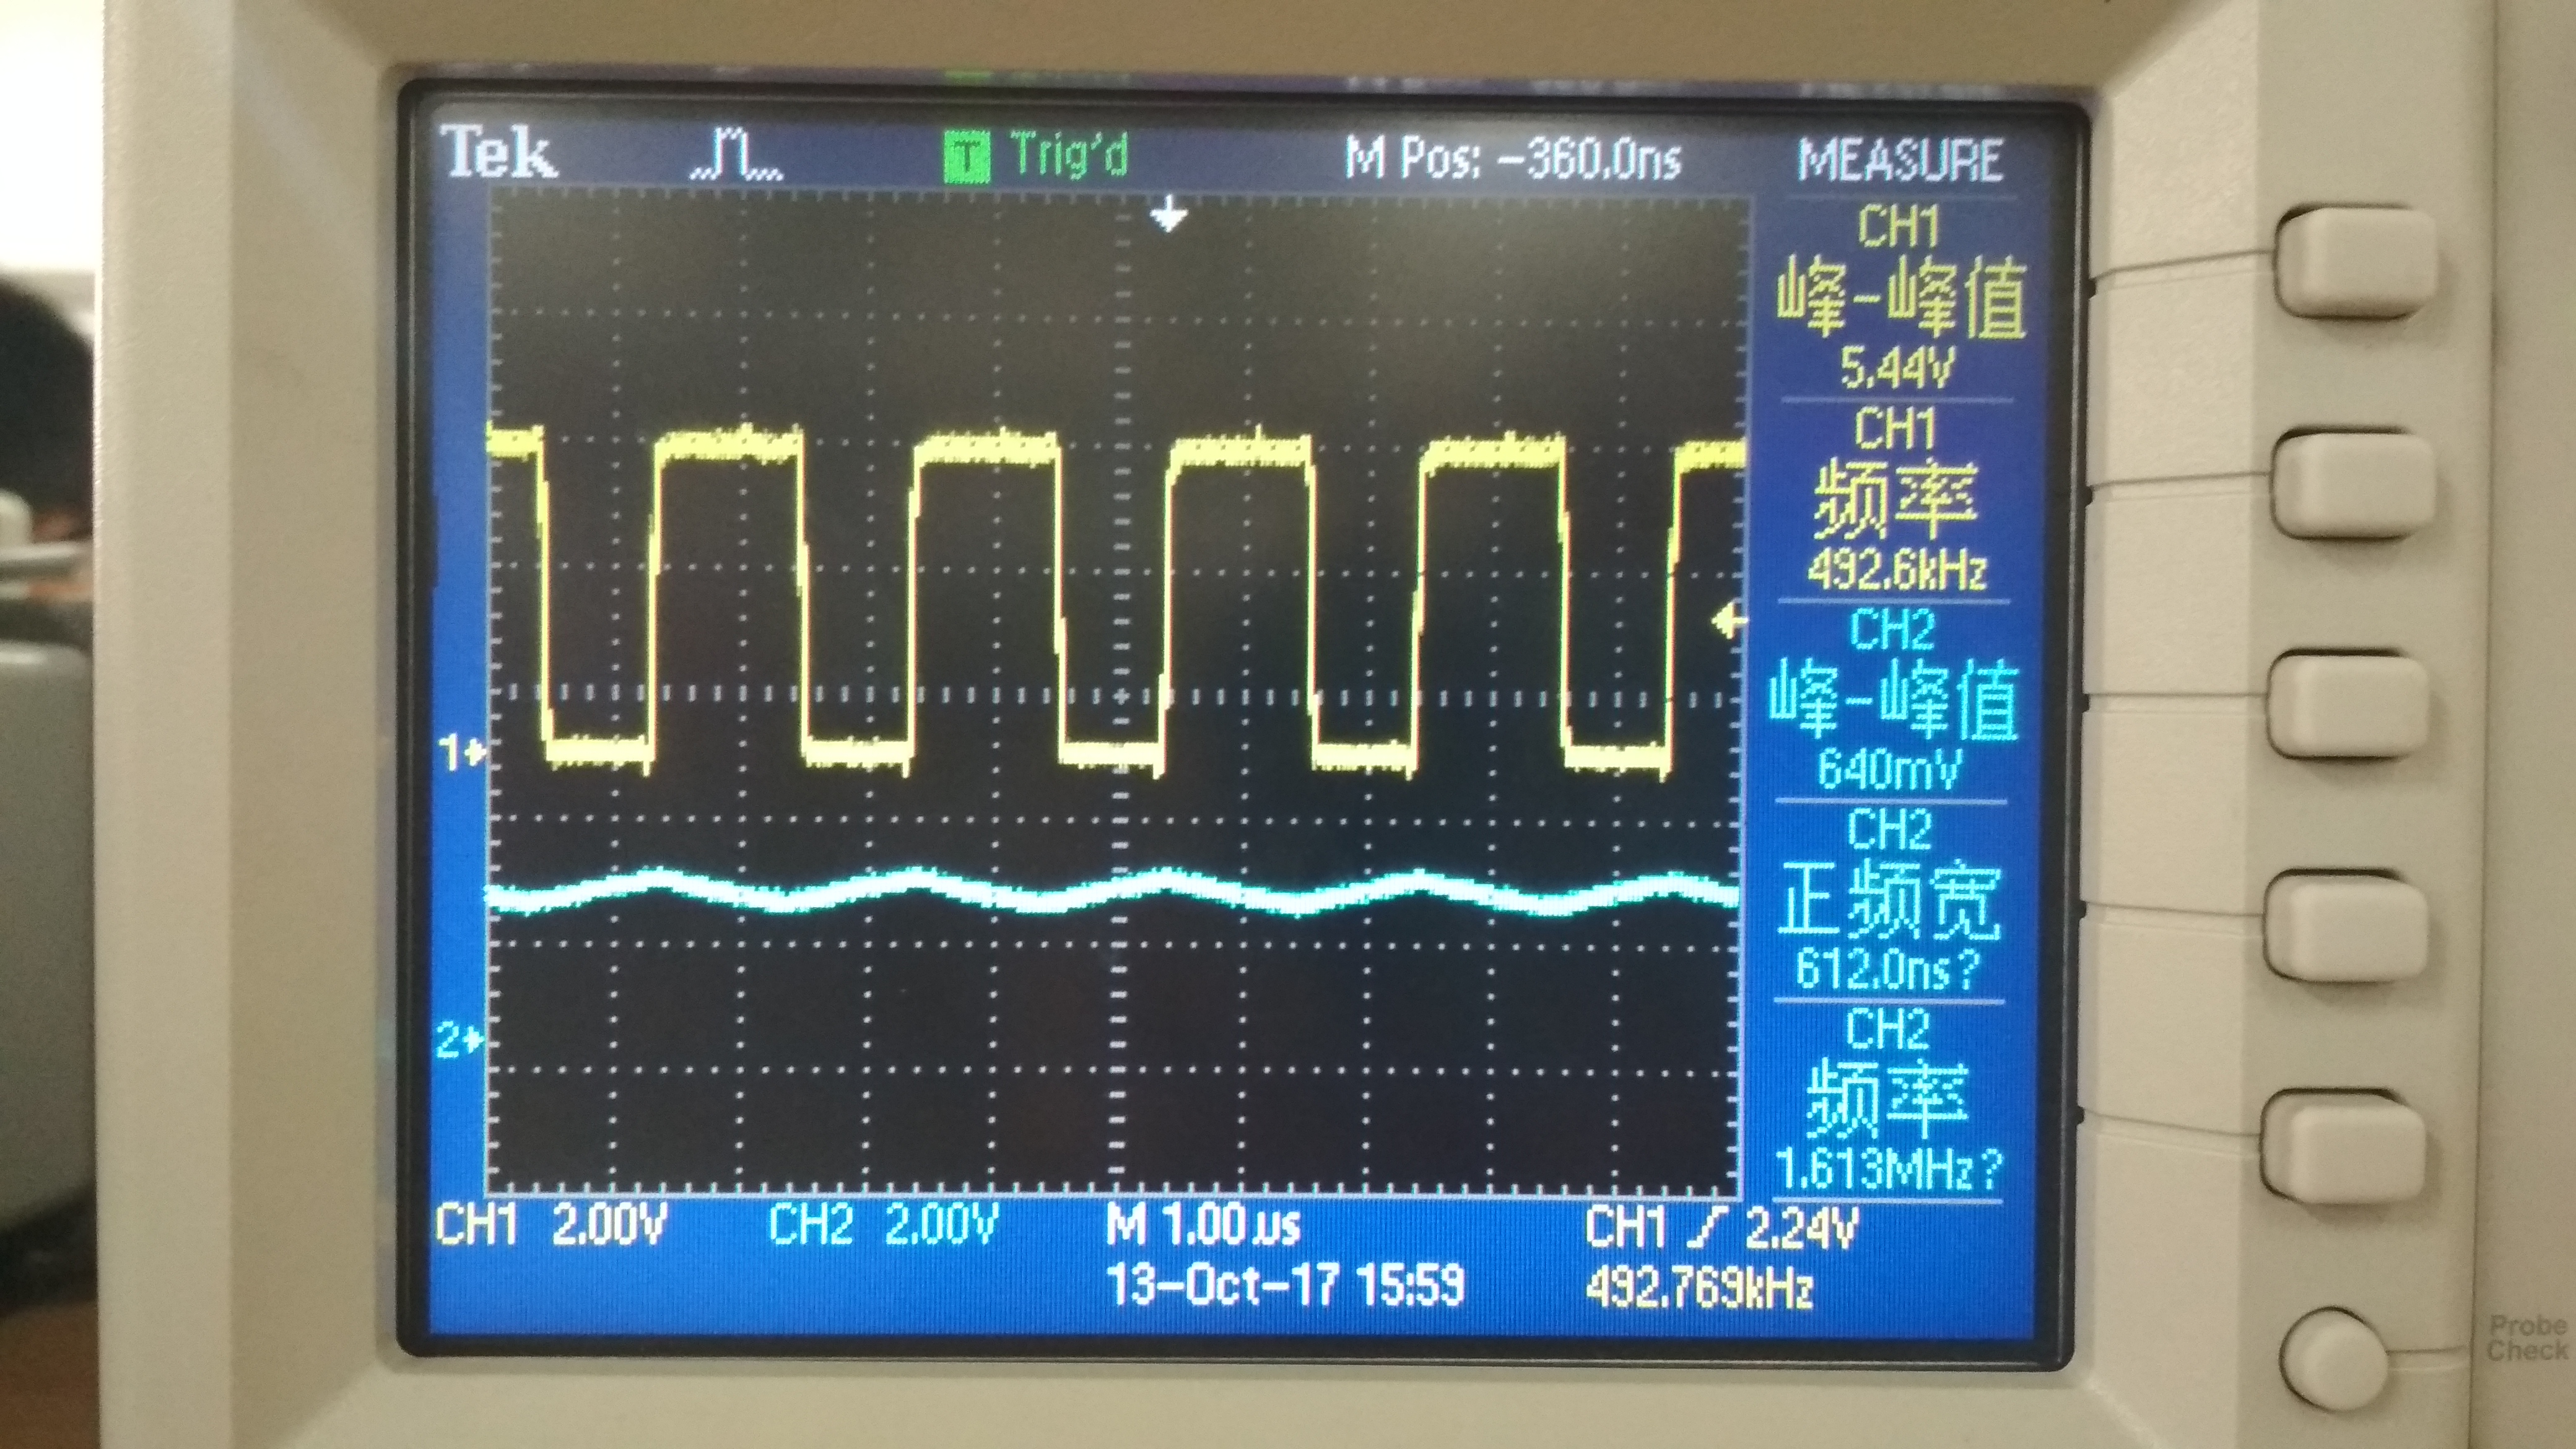 Tek T Trig'd M Pos: -360.0ns MEASURE
CH1
峰-峰值
5.44V
CH1
频率
492.6kHz
CH2
峰-峰值
640mV
CH2
正频宽
612.0ns?
CH2
频率
1.613MHz?
1
2
CH1 2.00V CH2 2.00V M 1.00µs CH1 2.24V
13-Oct-17 15:59 492.769kHz
Probe
Check